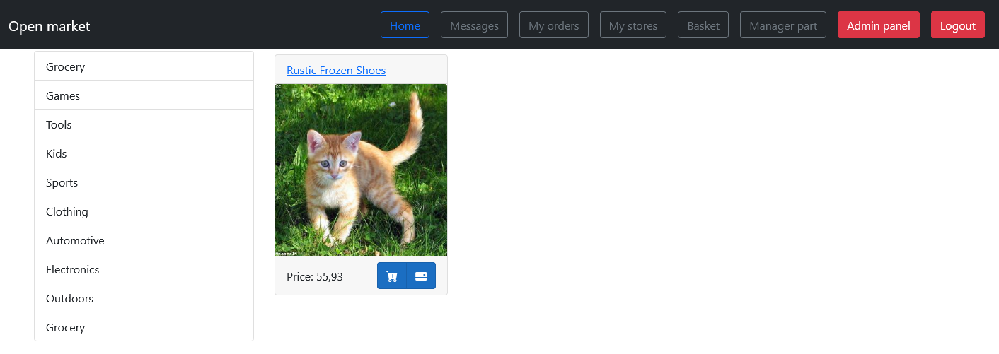 Open market
Home
Messages
My orders
My stores
Basket
Manager part
Admin panel
Logout
Grocery
Games
Tools
Kids
Sports
Clothing
Automotive
Electronics
Outdoors
Grocery
Rustic Frozen Shoes
Price: 55,93